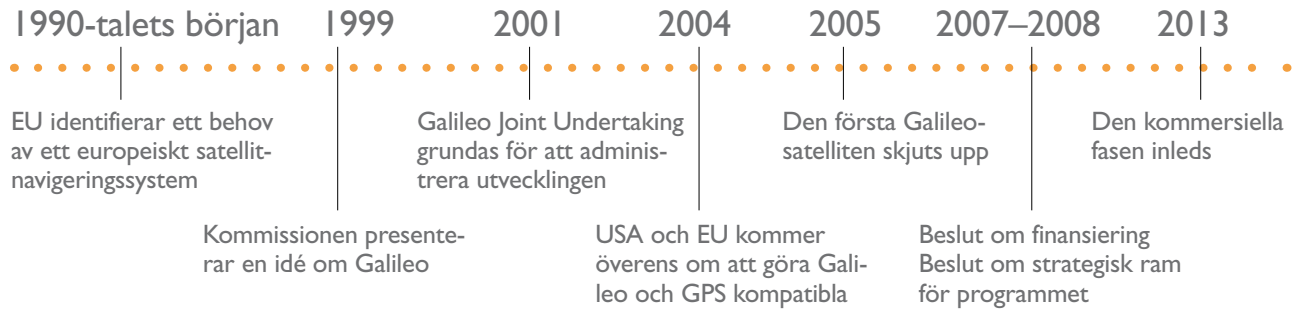 1990-talets början
1999
2001
2004
2005
2007–2008
2013
EU identifierar ett behov
av ett europeiskt satellit-
navigeringssystem
Kommissionen presente-
rar en idé om Galileo
Galileo Joint Undertaking
grundas för att adminis-
trera utvecklingen
USA och EU kommer
överens om att göra Gali-
leo och GPS kompatibla
Den första Galileo-
satelliten skjuts upp
Beslut om finansiering
Beslut om strategisk ram
för programmet
Den kommersiella
fasen inleds